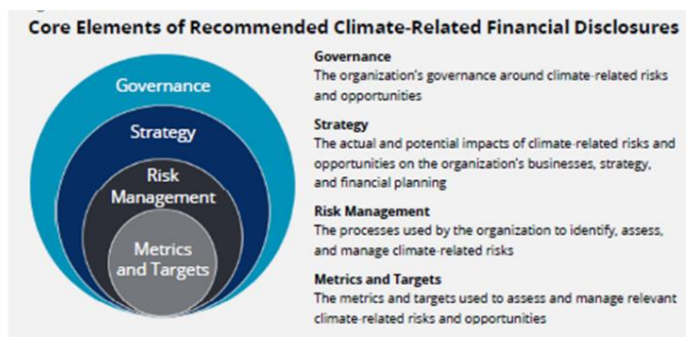 Core Elements of Recommended Climate-Related Financial Disclosures
Governance
Strategy
Risk
Management
Metrics
and Targets
Governance
The organization's governance around climate-related risks
and opportunities
Strategy
The actual and potential impacts of climate-related risks and
opportunities on the organization's businesses, strategy,
and financial planning
Risk Management
The processes used by the organization to identify, assess,
and manage climate-related risks
Metrics and Targets
The metrics and targets used to assess and manage relevant
climate-related risks and opportunities